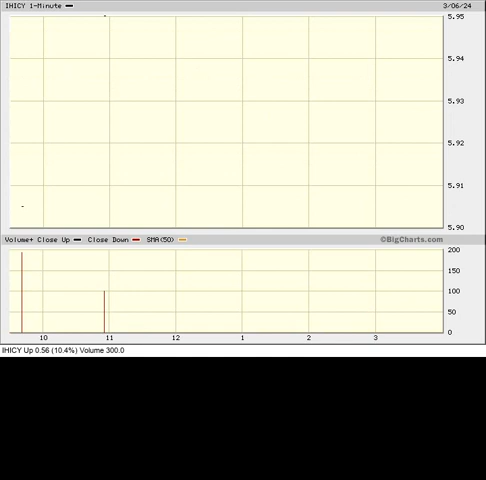 IHICY 1-Minute 3/06/24
5.95
5.94
5.93
5.92
5.91
5.90
Volume+ Close Up Close Down SMA(50) ©BigCharts.com
200
150
100
50
0
10 11 12 1 2 3
IHICY Up 0.56 (10.4%) Volume 300.0